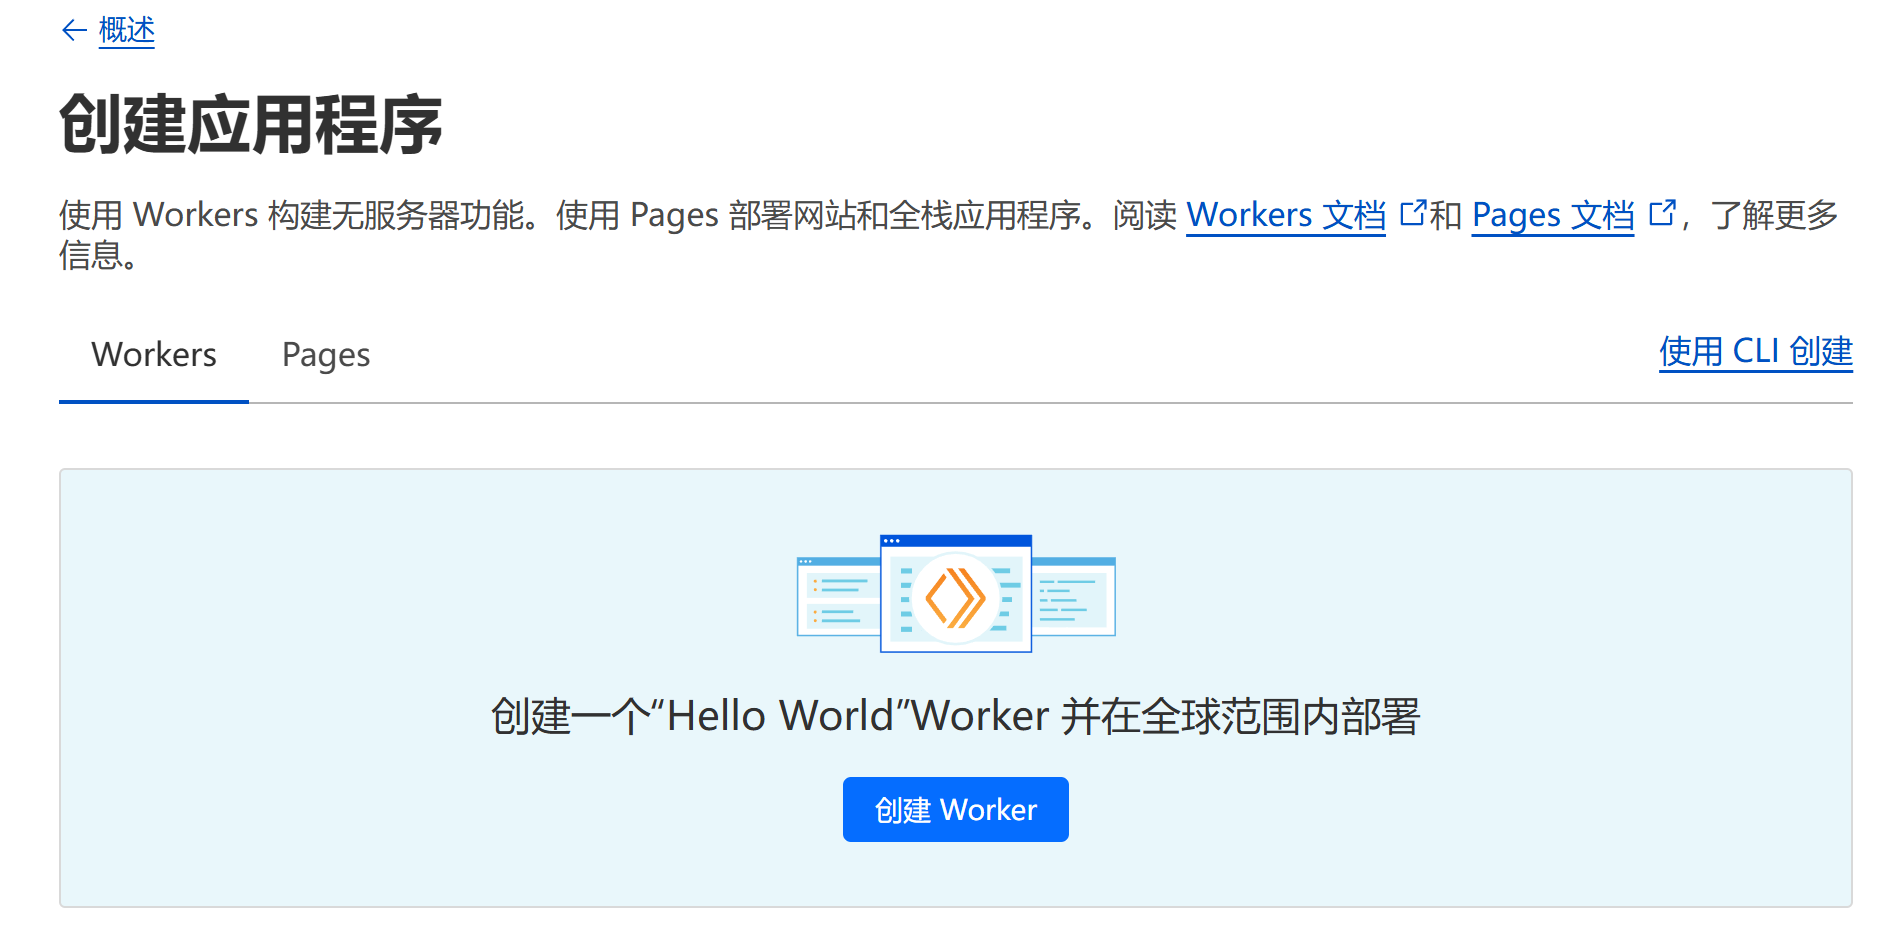 ← 概述
创建应用程序
使用 Workers 构建无服务器功能。使用 Pages 部署网站和全栈应用程序。阅读 Workers 文档 和 Pages 文档 ，了解更多
信息。
Workers Pages 使用 CLI 创建
创建一个“Hello World”Worker 并在全球范围内部署
创建 Worker